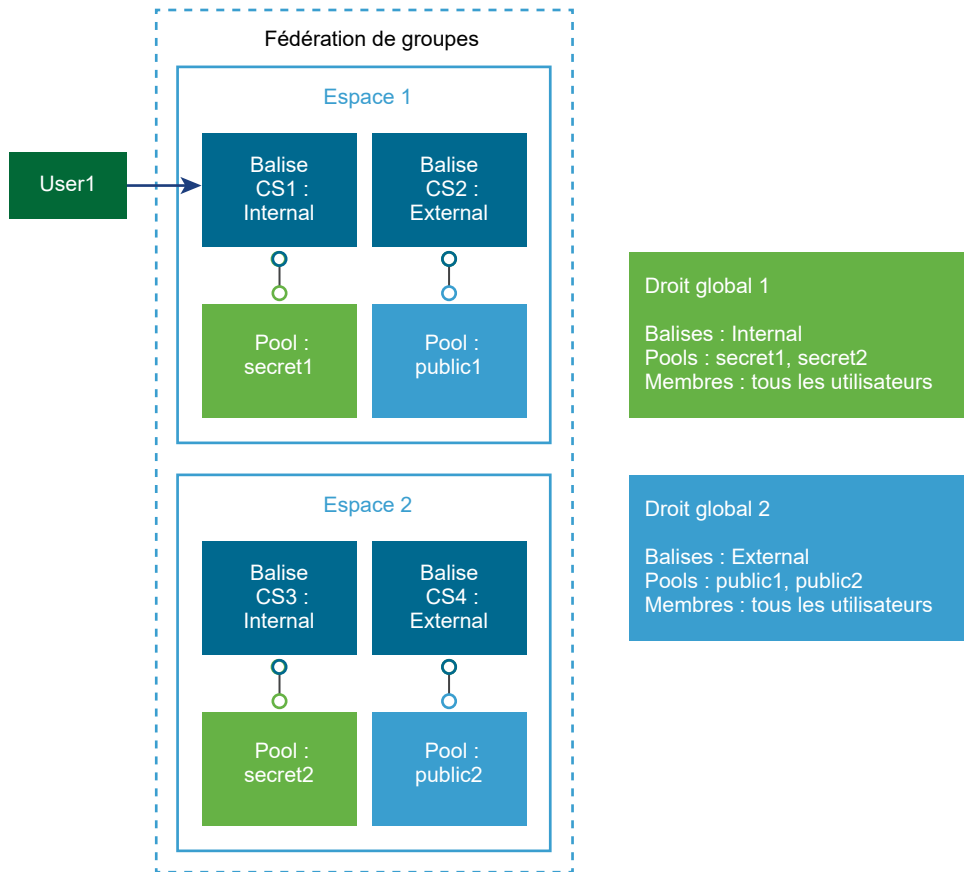 Fédération de groupes
Espace 1
User1
Balise
CS1 :
Internal
Balise
CS2 :
External
Pool :
secret1
Pool :
public1
Droit global 1
Balises : Internal
Pools : secret1, secret2
Membres : tous les utilisateurs
Espace 2
Balise
CS3 :
Internal
Balise
CS4 :
External
Pool :
secret2
Pool :
public2
Droit global 2
Balises : External
Pools : public1, public2
Membres : tous les utilisateurs